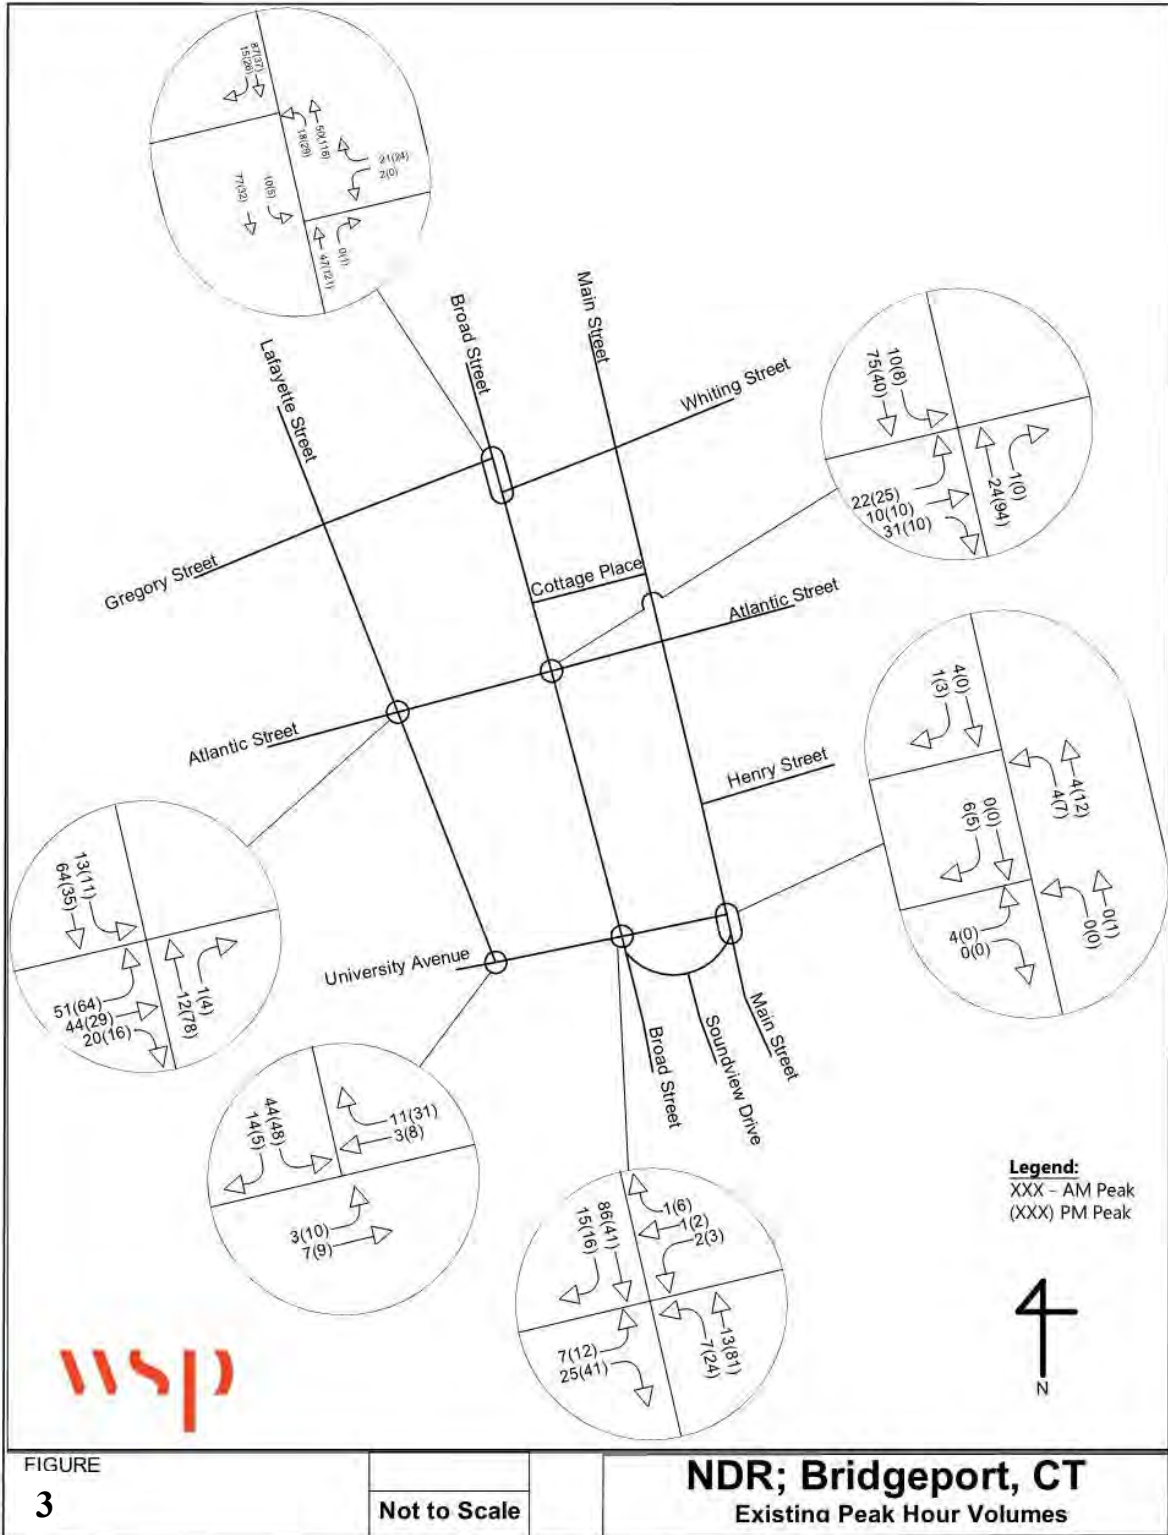 87(37)
15(26)
50(116)
18(29)
21(24)
2(0)
10(5)
77(32)
0(1)
47(121)
Lafayette Street
Broad Street
Main Street
Whiting Street
Gregory Street
Cottage Place
Atlantic Street
Atlantic Street
Henry Street
University Avenue
Broad Street
Soundview Drive
Main Street
10(8)
75(40)
22(25)
10(10)
31(10)
1(0)
24(94)
4(0)
1(3)
4(12)
4(7)
0(0)
6(5)
0(1)
0(0)
4(0)
0(0)
13(11)
64(35)
51(64)
44(29)
20(16)
1(4)
12(78)
44(48)
14(5)
11(31)
3(8)
3(10)
7(9)
86(41)
15(16)
1(6)
1(2)
2(3)
7(12)
25(41)
13(81)
7(24)
Legend:
XXX - AM Peak
(XXX) PM Peak
N
wsp
FIGURE
3
Not to Scale
NDR; Bridgeport, CT
Existing Peak Hour Volumes